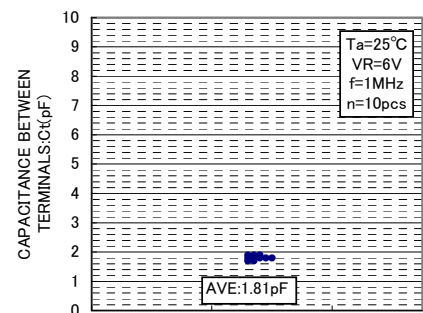 10
9
8
7
6
5
4
3
2
1
0
CAPACITANCE BETWEEN
TERMINALS:Ct(pF)
Ta=25°C
VR=6V
f=1MHz
n=10pcs
AVE:1.81pF